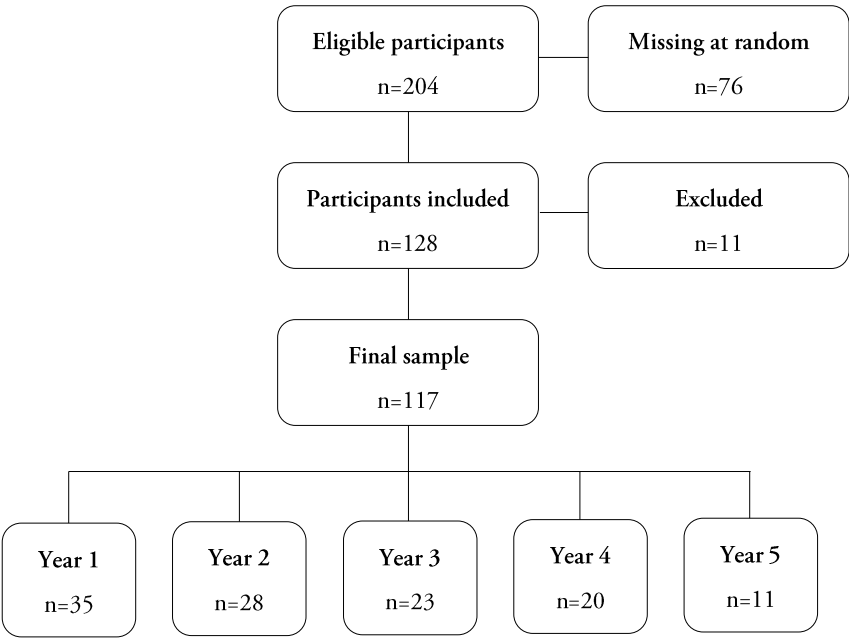 Eligible participants
n=204
Missing at random
n=76
Participants included
n=128
Excluded
n=11
Final sample
n=117
Year 1
n=35
Year 2
n=28
Year 3
n=23
Year 4
n=20
Year 5
n=11